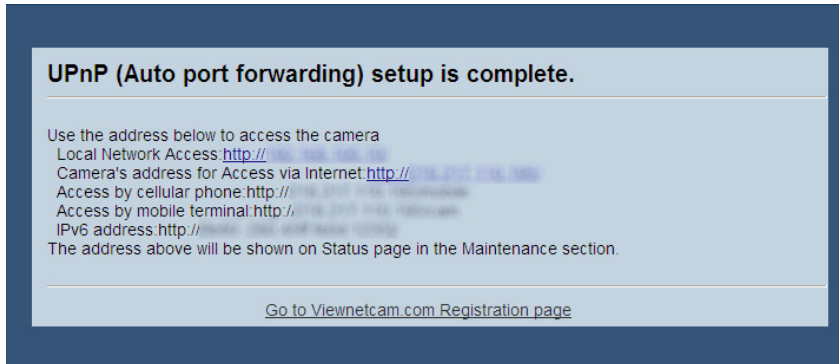 UPnP (Auto port forwarding) setup is complete.
Use the address below to access the camera
Local Network Access:http://
Camera's address for Access via Internet:http://
Access by cellular phone:http://
Access by mobile terminal:http:/
IPv6 address:http://
The address above will be shown on Status page in the Maintenance section.
Go to Viewnetcam.com Registration page